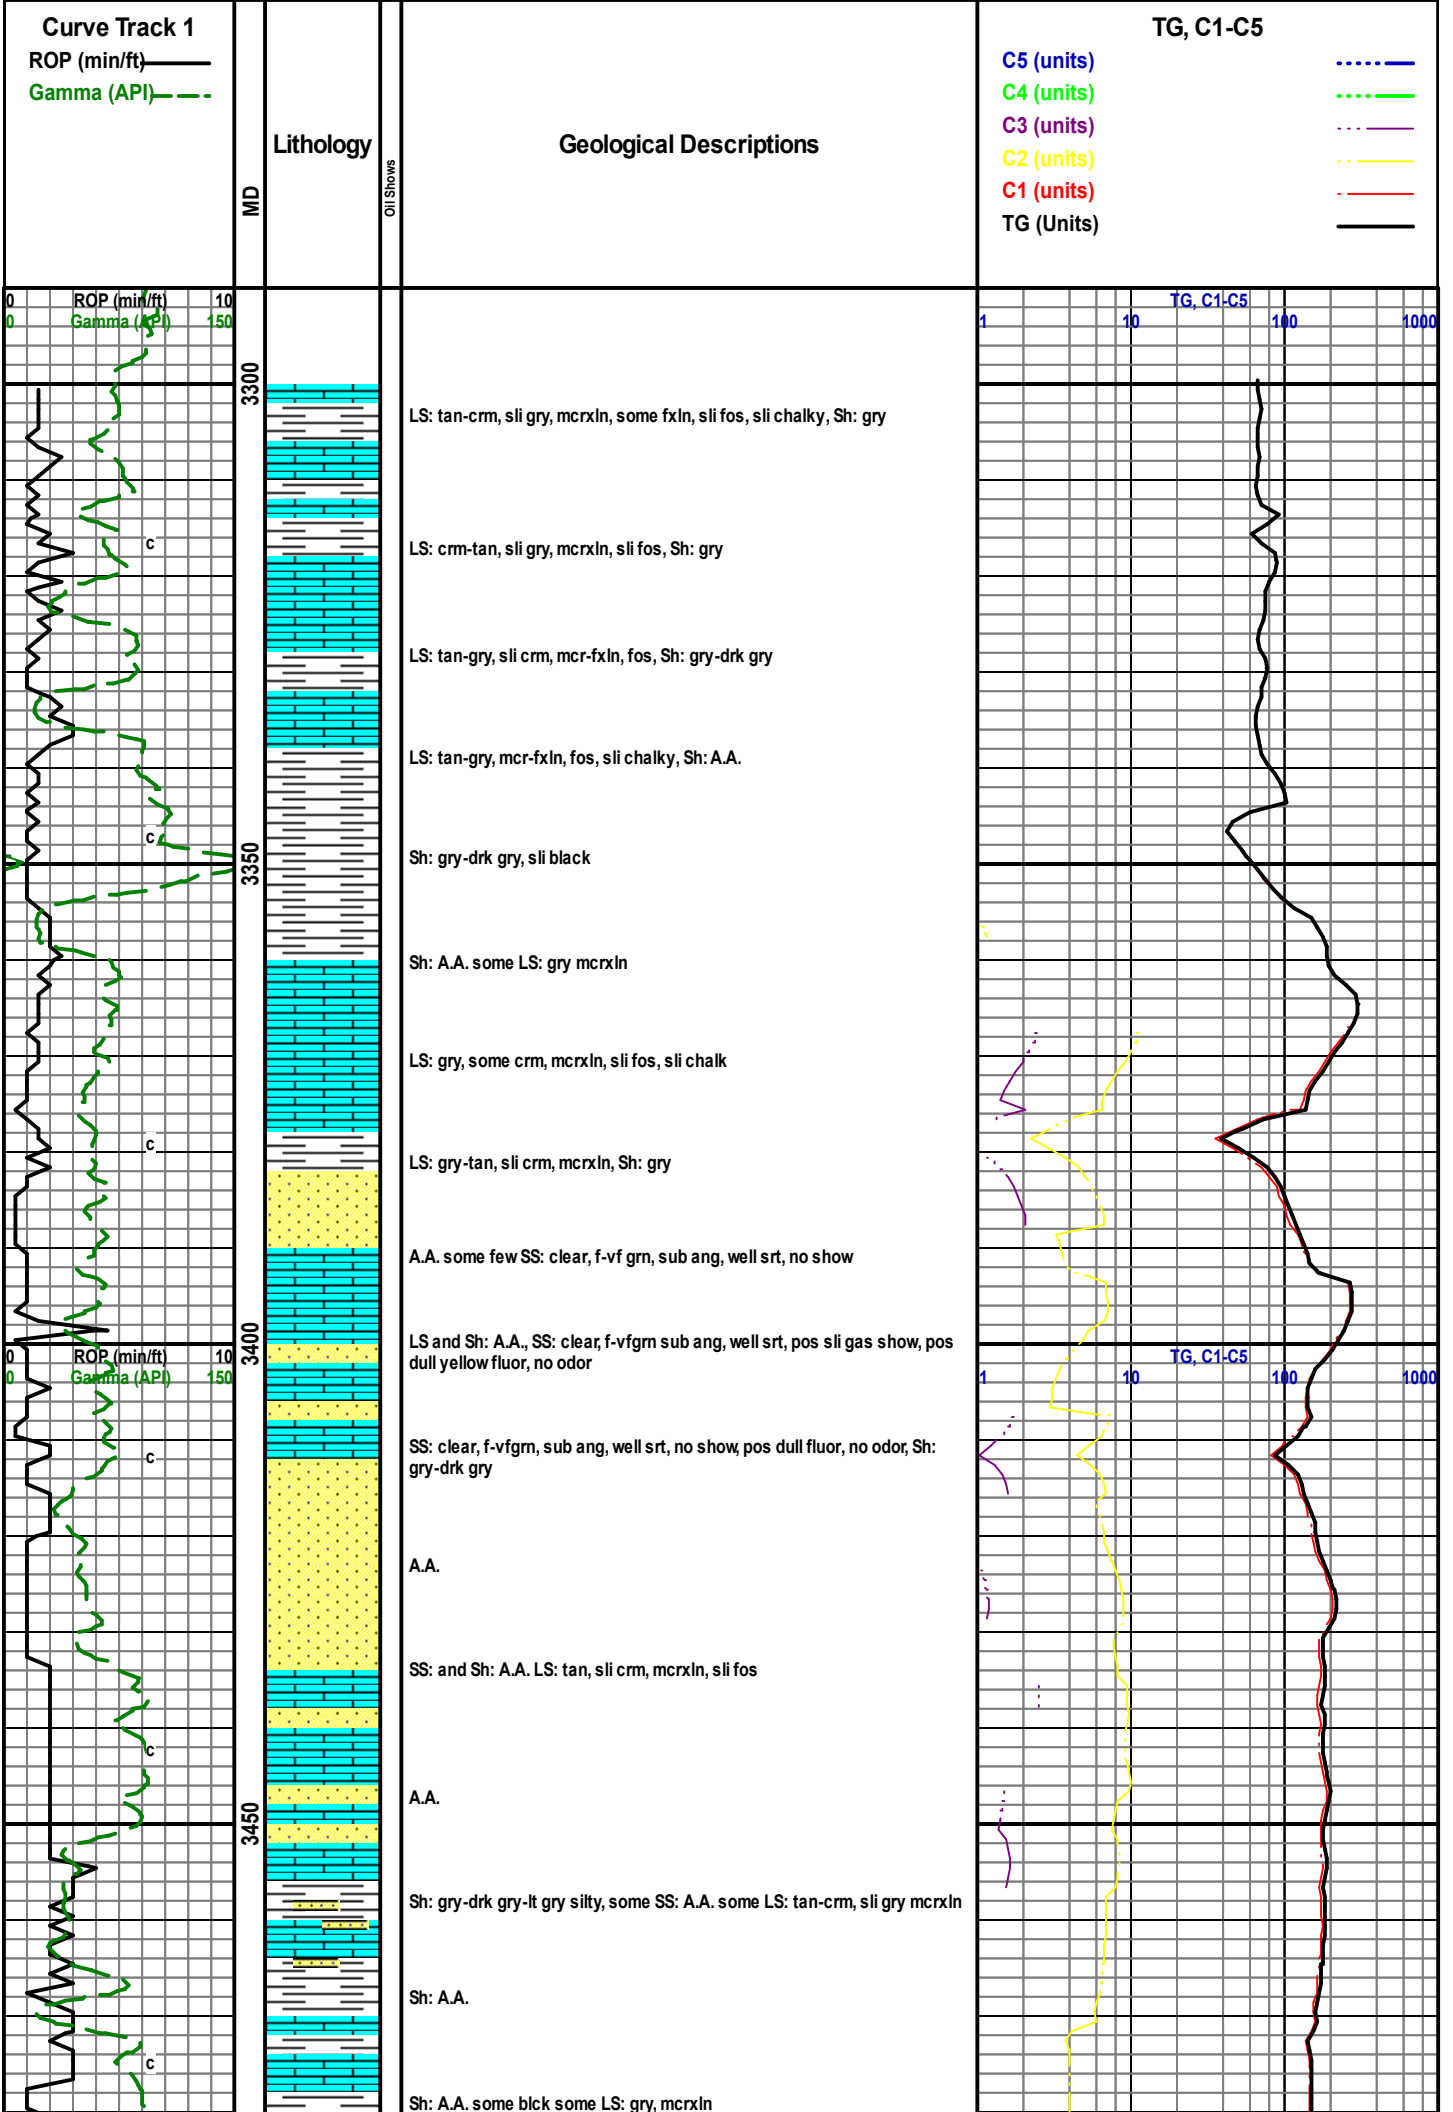 Curve Track 1
ROP (min/ft)
Gamma (API)
MD
Lithology
Oil Shows
Geological Descriptions
TG, C1-C5
C5 (units)
C4 (units)
C3 (units)
C2 (units)
C1 (units)
TG (Units)
0 ROP (min/ft) 10
0 Gamma (API) 150
TG, C1-C5
1 10 100 1000
3300
LS: tan-crm, sli gry, mcrxln, some fxln, sli fos, sli chalky, Sh: gry
c
LS: crm-tan, sli gry, mcrxln, sli fos, Sh: gry
LS: tan-gry, sli crm, mcr-fxln, fos, Sh: gry-drk gry
LS: tan-gry, mcr-fxln, fos, sli chalky, Sh: A.A.
c
3350
Sh: gry-drk gry, sli black
Sh: A.A. some LS: gry mcrxln
LS: gry, some crm, mcrxln, sli fos, sli chalk
c
LS: gry-tan, sli crm, mcrxln, Sh: gry
A.A. some few SS: clear, f-vf grn, sub ang, well srt, no show
3400
LS and Sh: A.A., SS: clear, f-vfgrn sub ang, well srt, pos sli gas show, pos
dull yellow fluor, no odor
0 ROP (min/ft) 10
0 Gamma (API) 150
TG, C1-C5
1 10 100 1000
c
SS: clear, f-vfgrn, sub ang, well srt, no show, pos dull fluor, no odor, Sh:
gry-drk gry
A.A.
SS: and Sh: A.A. LS: tan, sli crm, mcrxln, sli fos
c
A.A.
3450
Sh: gry-drk gry-lt gry silty, some SS: A.A. some LS: tan-crm, sli gry mcrxln
Sh: A.A.
c
Sh: A.A. some blck some LS: gry, mcrxln